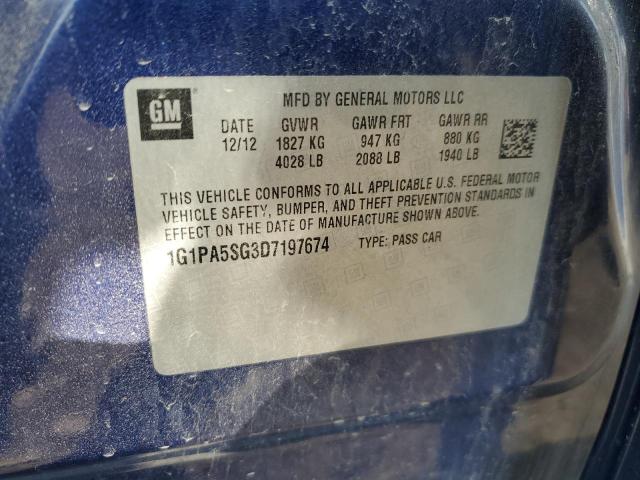 GM
MFD BY GENERAL MOTORS LLC
DATE GVWR GAWR FRT GAWR RR
12/12 1827 KG 947 KG 880 KG
4028 LB 2088 LB 1940 LB
THIS VEHICLE CONFORMS TO ALL APPLICABLE U.S. FEDERAL MOTOR
VEHICLE SAFETY, BUMPER, AND THEFT PREVENTION STANDARDS IN
EFFECT ON THE DATE OF MANUFACTURE SHOWN ABOVE.
1G1PA5SG3D7197674 TYPE: PASS CAR